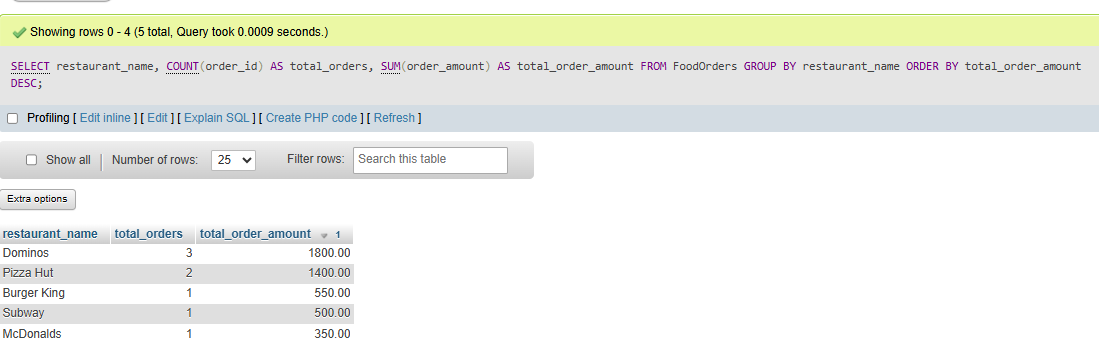 Showing rows 0 - 4 (5 total, Query took 0.0009 seconds.)
SELECT restaurant_name, COUNT(order_id) AS total_orders, SUM(order_amount) AS total_order_amount FROM FoodOrders GROUP BY restaurant_name ORDER BY total_order_amount
DESC;
Profiling [ Edit inline ] [ Edit ] [ Explain SQL ] [ Create PHP code ] [ Refresh ]
Show all Number of rows: 25 Filter rows: Search this table
Extra options
restaurant_name total_orders total_order_amount 1
Dominos 3 1800.00
Pizza Hut 2 1400.00
Burger King 1 550.00
Subway 1 500.00
McDonalds 1 350.00